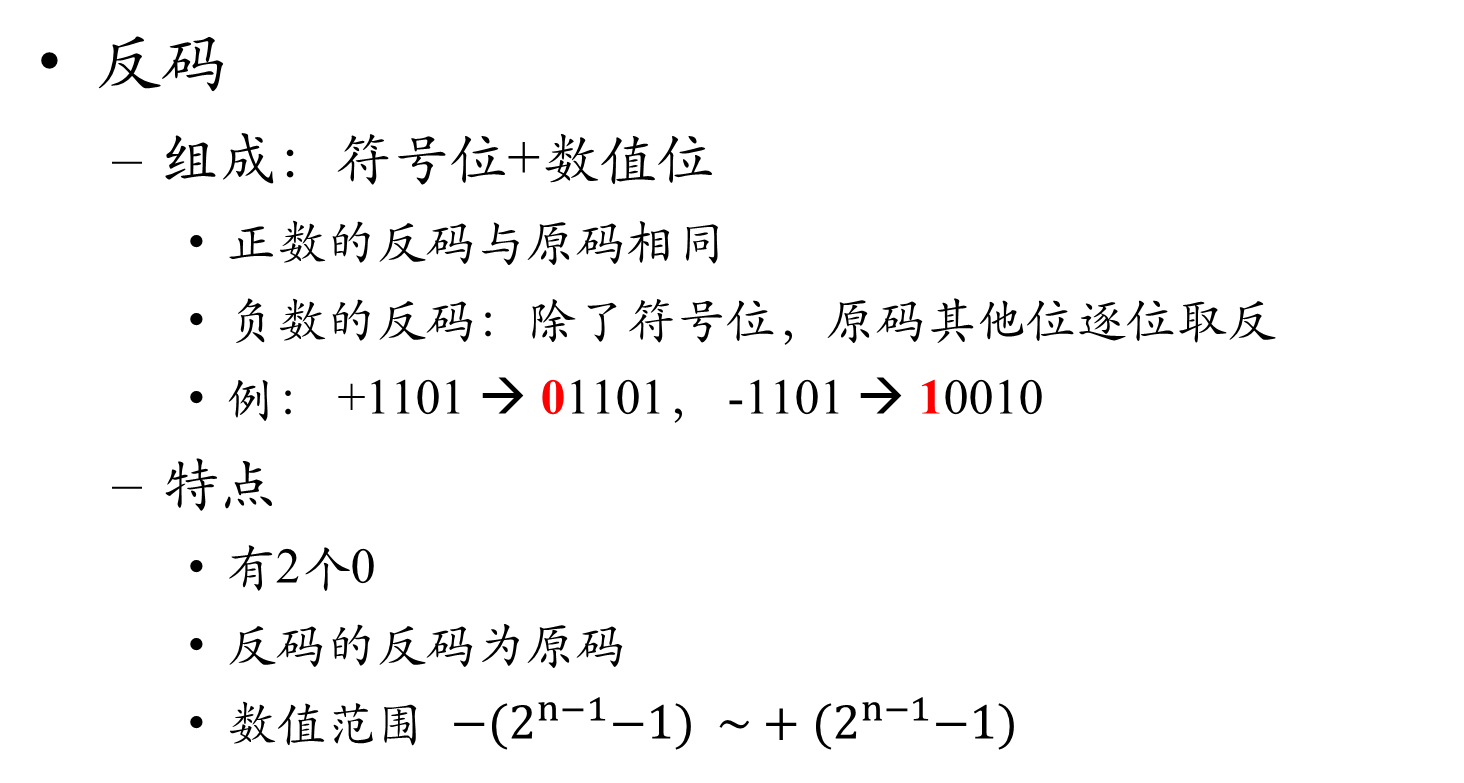 • 反码
– 组成：符号位+数值位
• 正数的反码与原码相同
• 负数的反码：除了符号位，原码其他位逐位取反
• 例： +1101 → 01101， -1101 → 10010
– 特点
• 有2个0
• 反码的反码为原码
• 数值范围 −(2ⁿ⁻¹−1) ~ + (2ⁿ⁻¹−1)